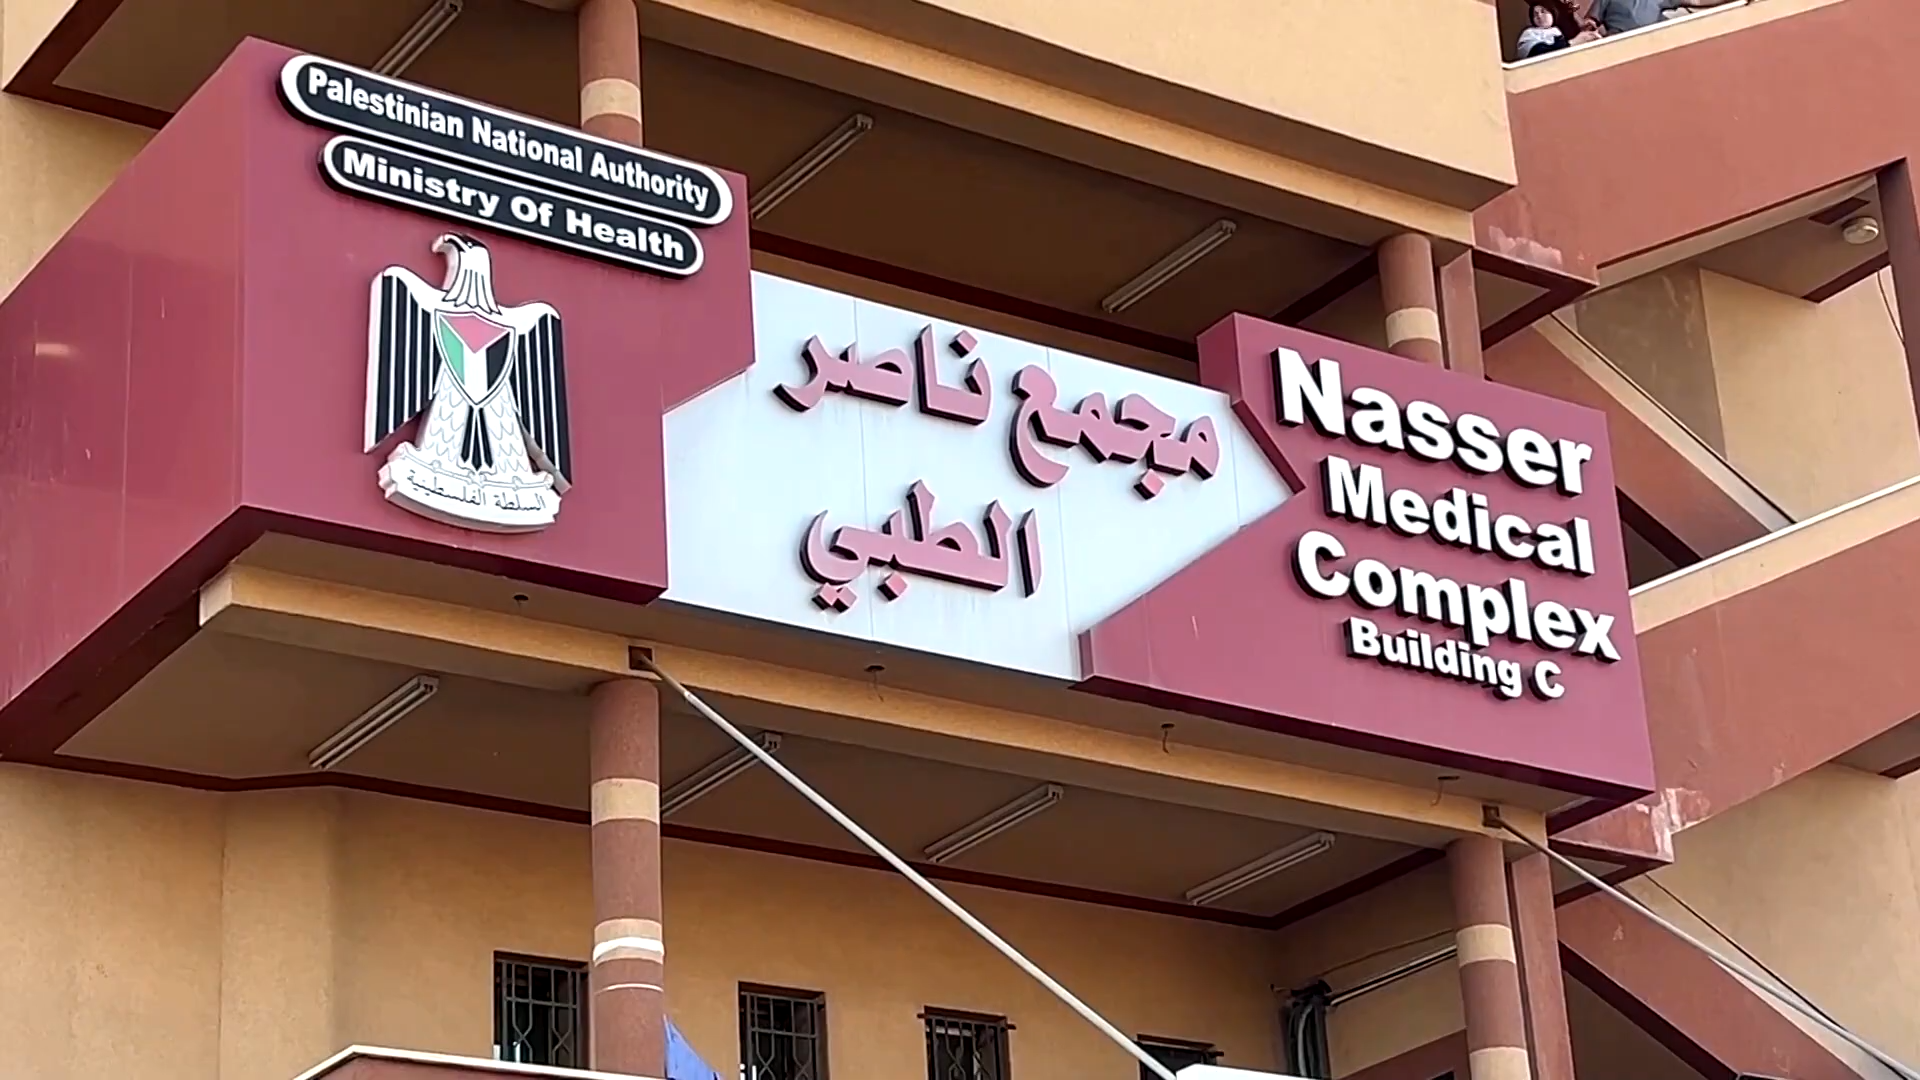 Palestinian National Authority
Ministry Of Health
السلطة الفلسطينية
مجمع ناصر
الطبي
Nasser
Medical
Complex
Building C